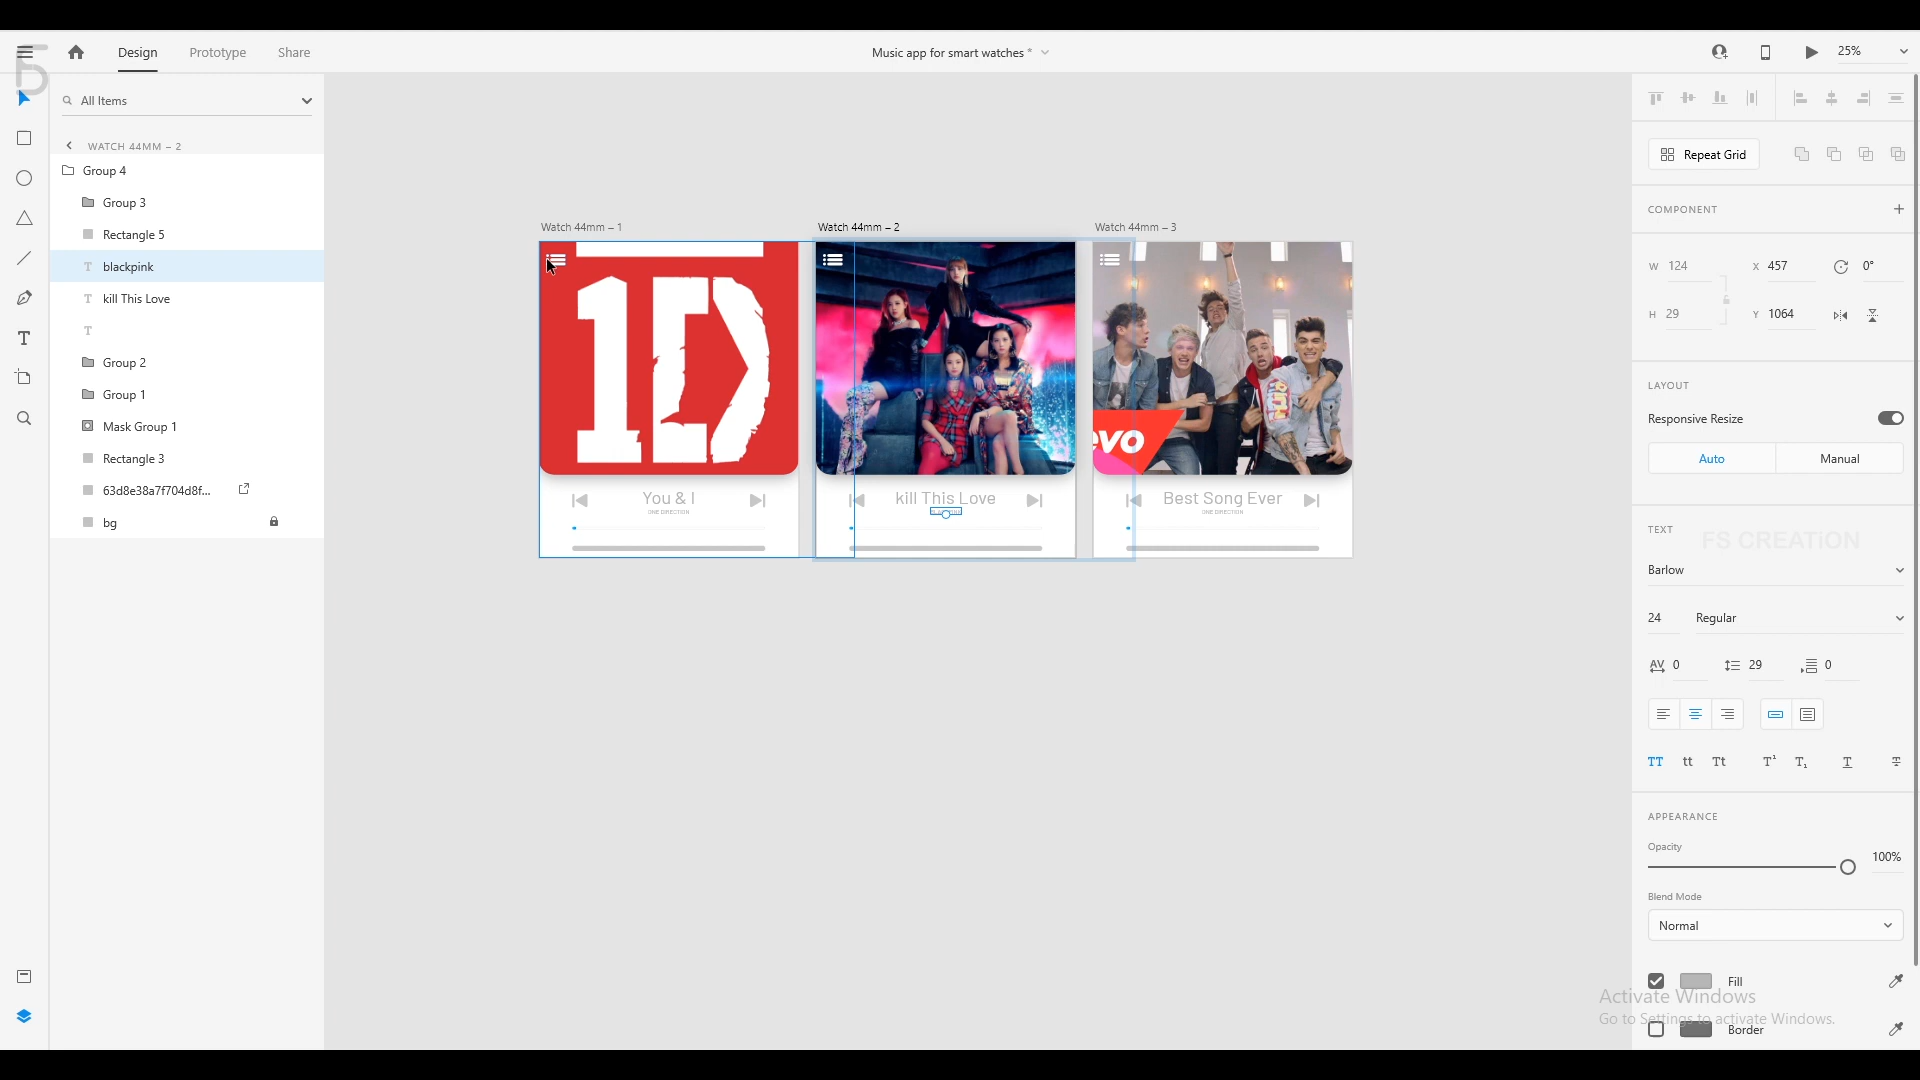 Design
Prototype
Share
Music app for smart watches *
25%
All Items
WATCH 44MM – 2
Group 4
Group 3
Rectangle 5
blackpink
kill This Love
Group 2
Group 1
Mask Group 1
Rectangle 3
63d8e38a7f704d8f...
bg
Watch 44mm – 1
Watch 44mm – 2
Watch 44mm – 3
1D
evo
You & I
kill This Love
Best Song Ever
ONE DIRECTION
ONE DIRECTION
Repeat Grid
COMPONENT
W 124
X 457
0°
H 29
Y 1064
LAYOUT
Responsive Resize
Auto
Manual
TEXT
FS CREATiON
Barlow
24
Regular
AV 0
29
0
TT
tt
Tt
T¹
T₁
T
T
APPEARANCE
Opacity
100%
Blend Mode
Normal
Fill
Border
Activate Windows
Go to Settings to activate Windows.